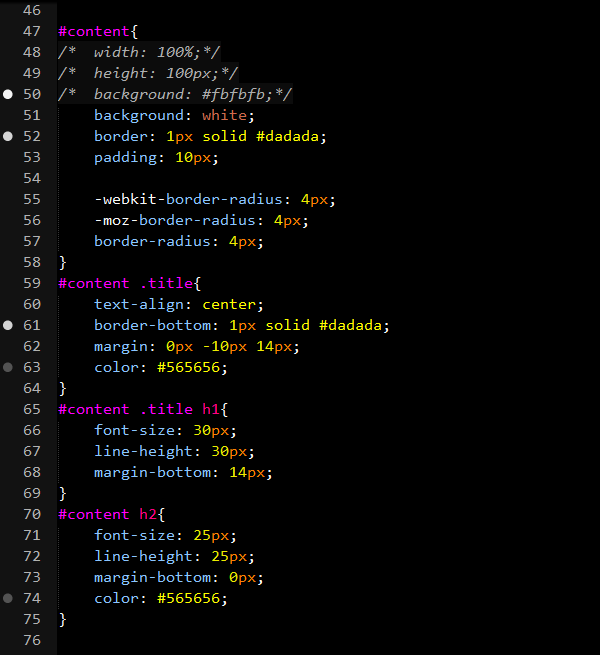 46
47 #content{
48 /*  width: 100%;*/
49 /*  height: 100px;*/
50 /*  background: #fbfbfb;*/
51     background: white;
52     border: 1px solid #dadada;
53     padding: 10px;
54
55     -webkit-border-radius: 4px;
56     -moz-border-radius: 4px;
57     border-radius: 4px;
58 }
59 #content .title{
60     text-align: center;
61     border-bottom: 1px solid #dadada;
62     margin: 0px -10px 14px;
63     color: #565656;
64 }
65 #content .title h1{
66     font-size: 30px;
67     line-height: 30px;
68     margin-bottom: 14px;
69 }
70 #content h2{
71     font-size: 25px;
72     line-height: 25px;
73     margin-bottom: 0px;
74     color: #565656;
75 }
76